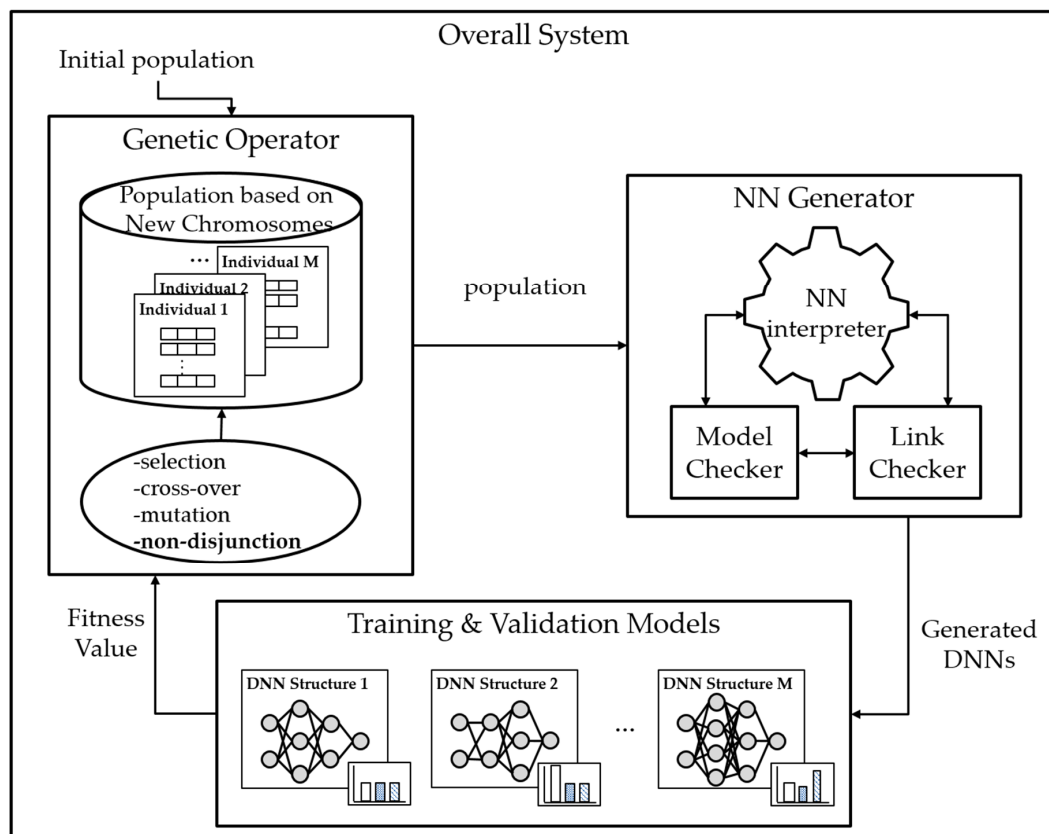 Overall System
Initial population
Genetic Operator
Population based on
New Chromosomes
... Individual M
Individual 2
Individual 1
-selection
-cross-over
-mutation
-non-disjunction
population
NN Generator
NN
interpreter
Model
Checker
Link
Checker
Fitness
Value
Generated
DNNs
Training & Validation Models
DNN Structure 1
DNN Structure 2
...
DNN Structure M